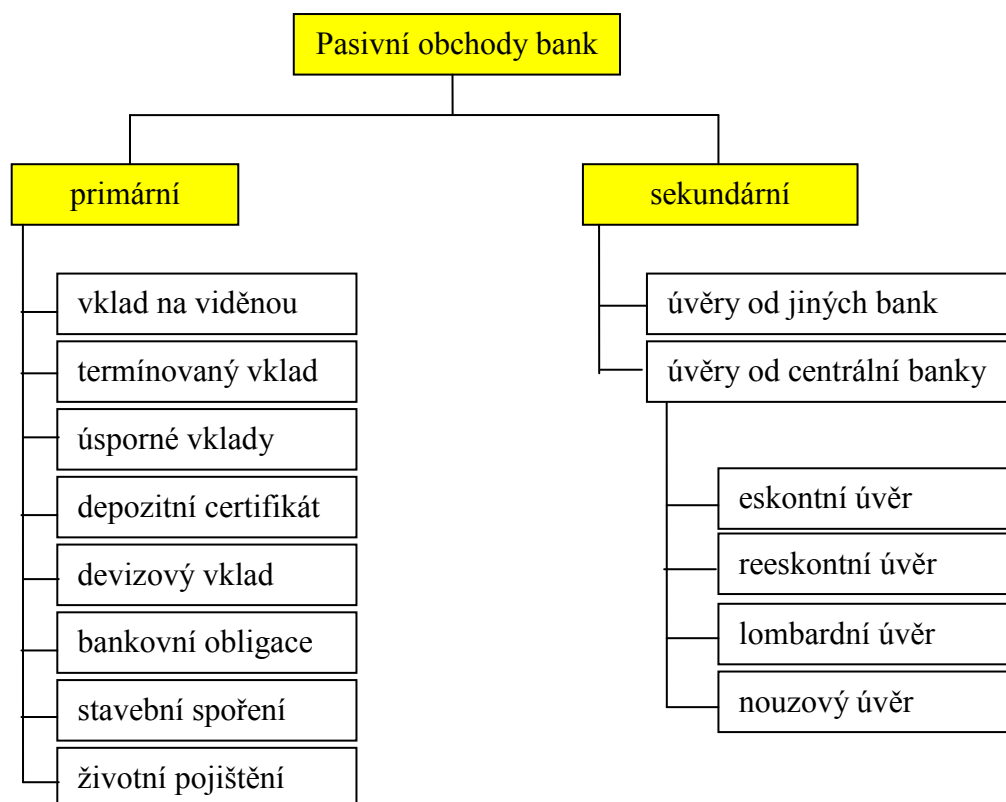 Pasivní obchody bank
primární
vklad na viděnou
termínovaný vklad
úsporné vklady
depozitní certifikát
devizový vklad
bankovní obligace
stavební spoření
životní pojištění
sekundární
úvěry od jiných bank
úvěry od centrální banky
eskontní úvěr
reeskontní úvěr
lombardní úvěr
nouzový úvěr